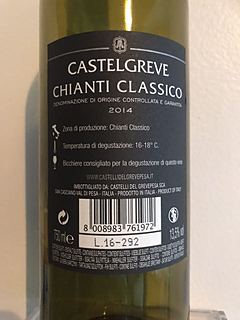 CASTELGREVE
CHIANTI CLASSICO
DENOMINAZIONE DI ORIGINE CONTROLLATA E GARANTITA
2014
Zona di produzione: Chianti Classico
Temperatura di degustazione: 16-18° C.
Bicchiere consigliato per la degustazione di questo vino
WWW.CASTELLIDELGREVEPESA.IT
IMBOTTIGLIATO DA: CASTELLI DEL GREVEPESA SCA
SAN CASCIANO VAL DI PESA - ITALIA - PRODOTTO IN ITALIA - PRODUCT OF ITALY
750 ml e
8 008983 761972
13,5% vol
L.16-292